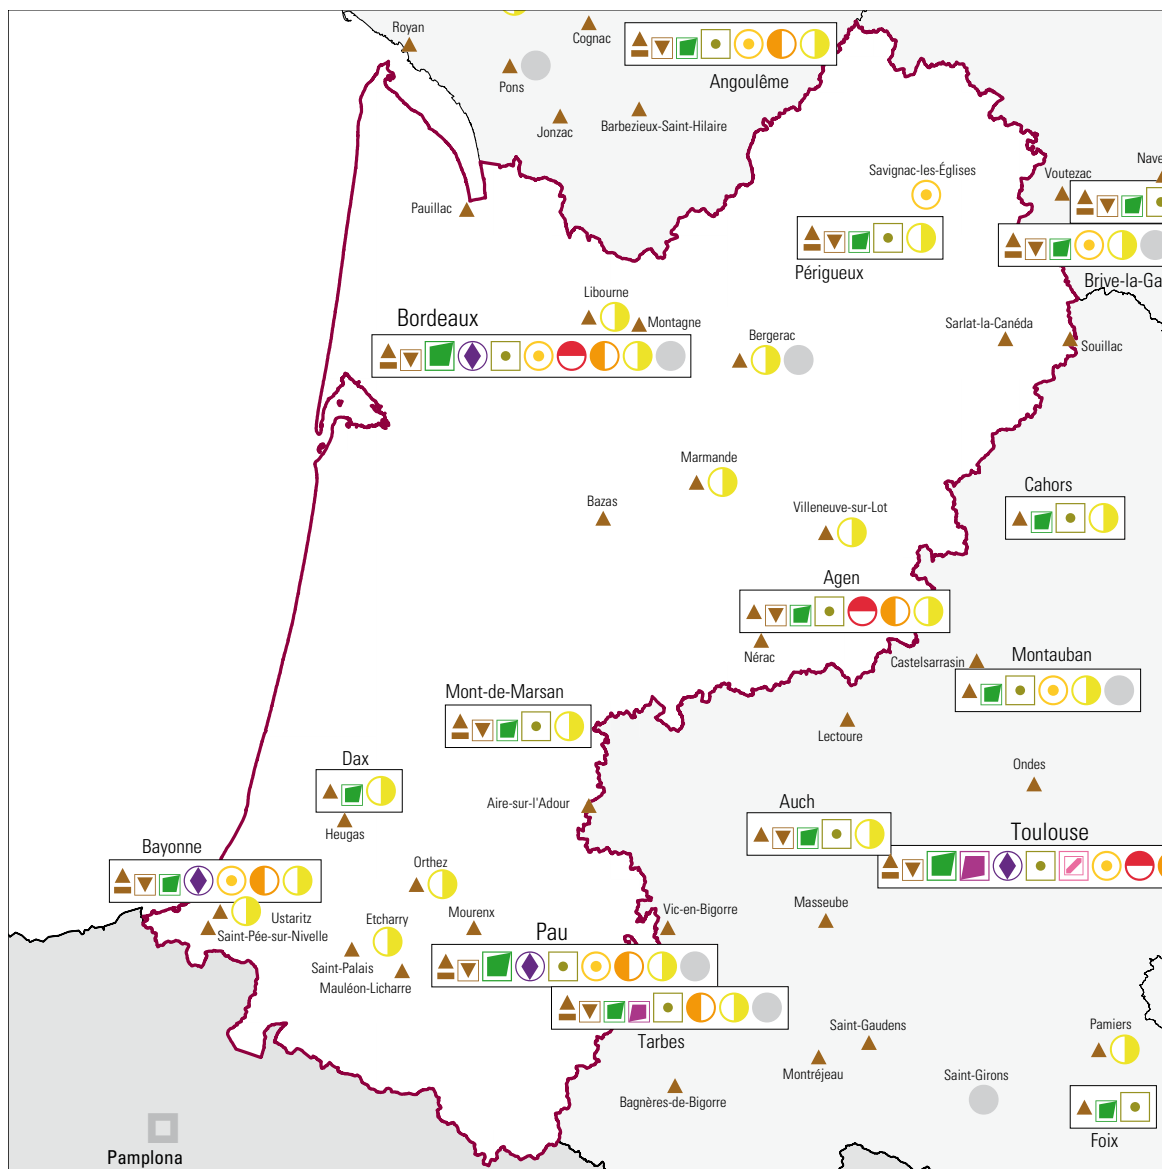 Royan
Cognac
Pons
Angoulême
Jonzac
Barbezieux-Saint-Hilaire
Nave
Savignac-les-Églises
Voutezac
Pauillac
Périgueux
Brive-la-Ga
Libourne
Bordeaux
Montagne
Bergerac
Sarlat-la-Canéda
Souillac
Marmande
Cahors
Bazas
Villeneuve-sur-Lot
Agen
Nérac
Castelsarrasin
Montauban
Mont-de-Marsan
Lectoure
Dax
Ondes
Aire-sur-l'Adour
Auch
Heugas
Toulouse
Bayonne
Orthez
Masseube
Vic-en-Bigorre
Ustaritz
Etcharry
Mourenx
Saint-Pée-sur-Nivelle
Pau
Saint-Palais
Mauléon-Licharre
Tarbes
Saint-Gaudens
Pamiers
Montréjeau
Saint-Girons
Bagnères-de-Bigorre
Foix
Pamplona